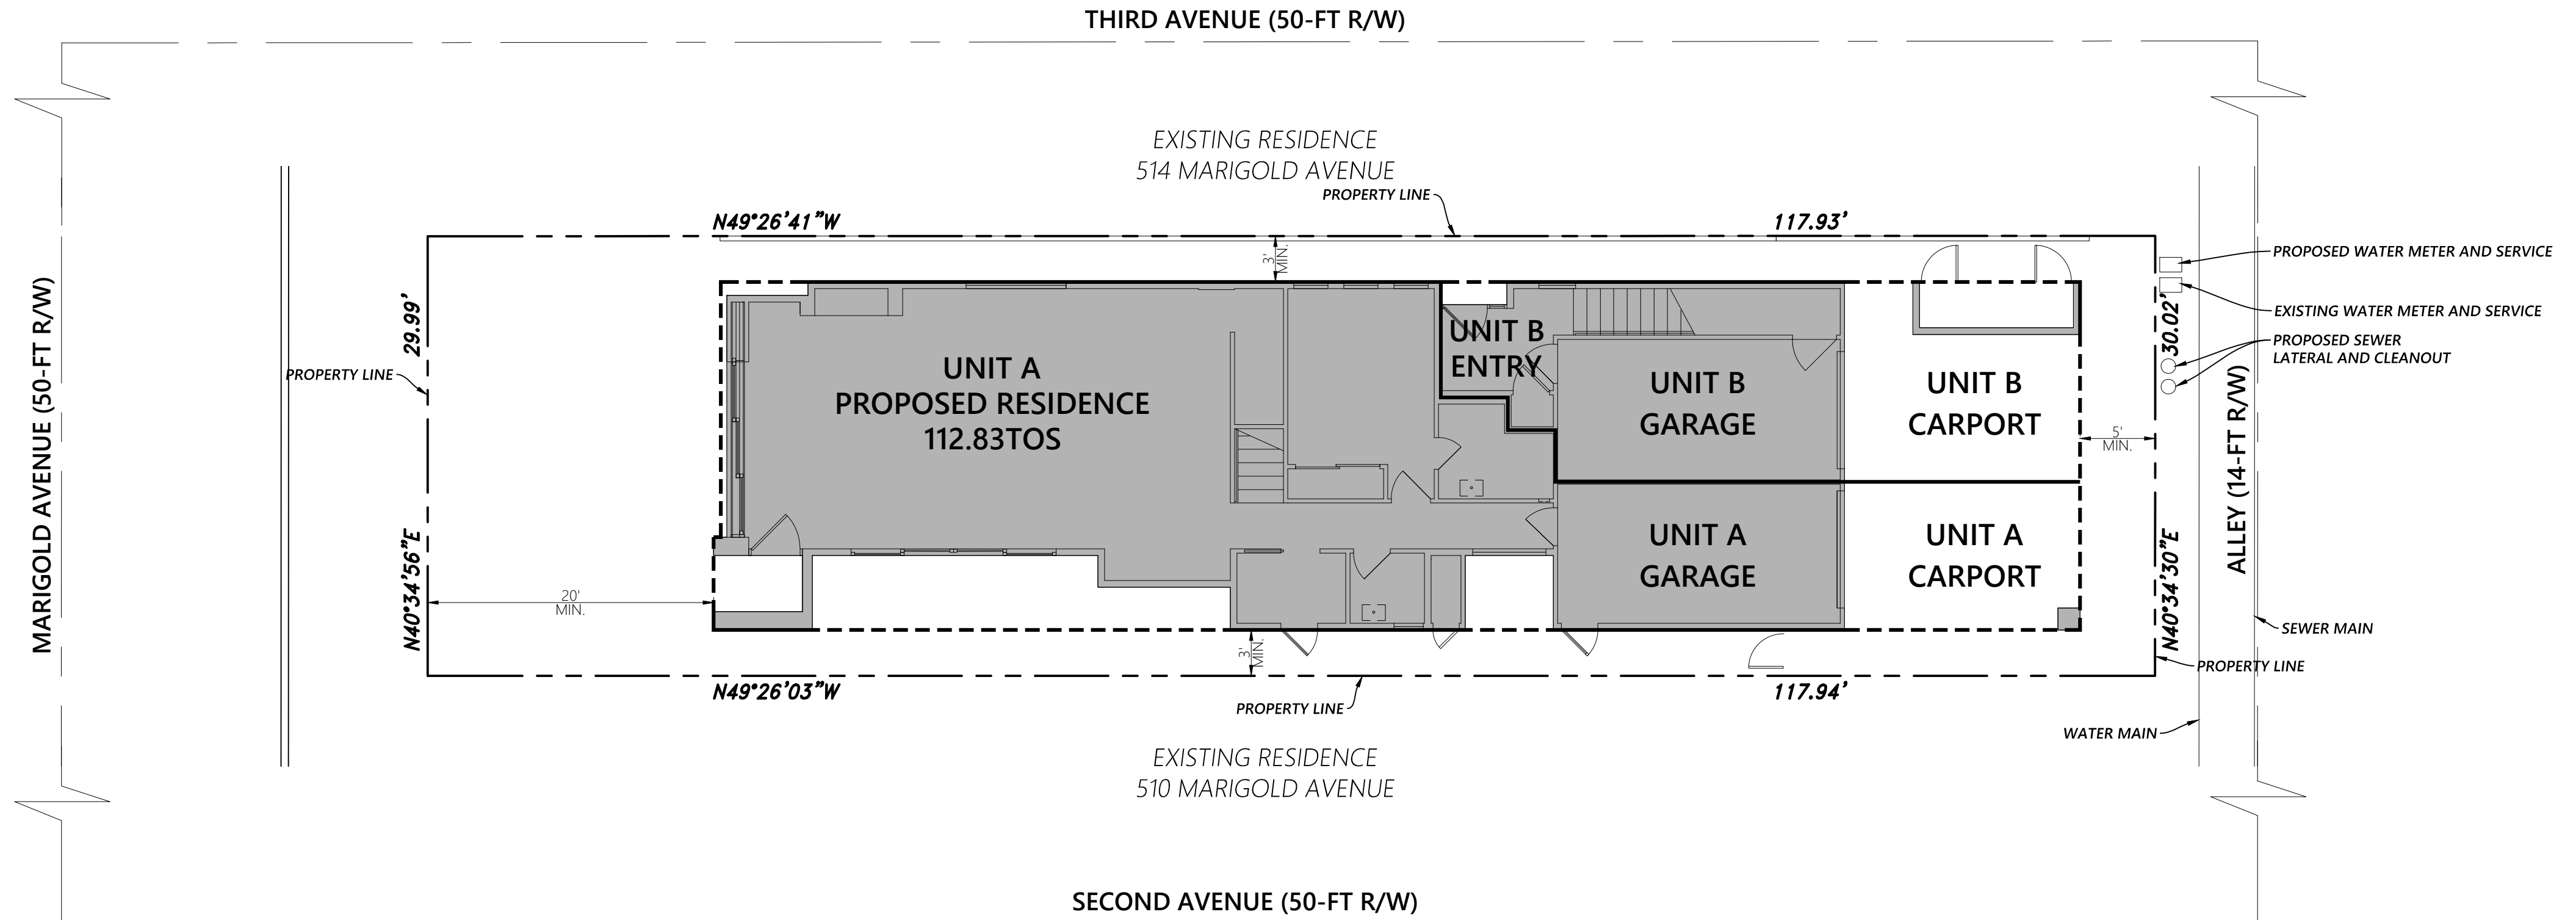 THIRD AVENUE (50-FT R/W)
EXISTING RESIDENCE
514 MARIGOLD AVENUE
PROPERTY LINE
N49°26'41"W
117.93'
3'
MIN.
PROPOSED WATER METER AND SERVICE
EXISTING WATER METER AND SERVICE
PROPOSED SEWER
LATERAL AND CLEANOUT
MARIGOLD AVENUE (50-FT R/W)
29.99'
PROPERTY LINE
N40°34'56"E
20'
MIN.
UNIT A
PROPOSED RESIDENCE
112.83TOS
UNIT B
ENTRY
UNIT B
GARAGE
UNIT B
CARPORT
UNIT A
GARAGE
UNIT A
CARPORT
5'
MIN.
30.02'
N40°34'30"E
ALLEY (14-FT R/W)
SEWER MAIN
PROPERTY LINE
3'
MIN.
N49°26'03"W
117.94'
PROPERTY LINE
WATER MAIN
EXISTING RESIDENCE
510 MARIGOLD AVENUE
SECOND AVENUE (50-FT R/W)